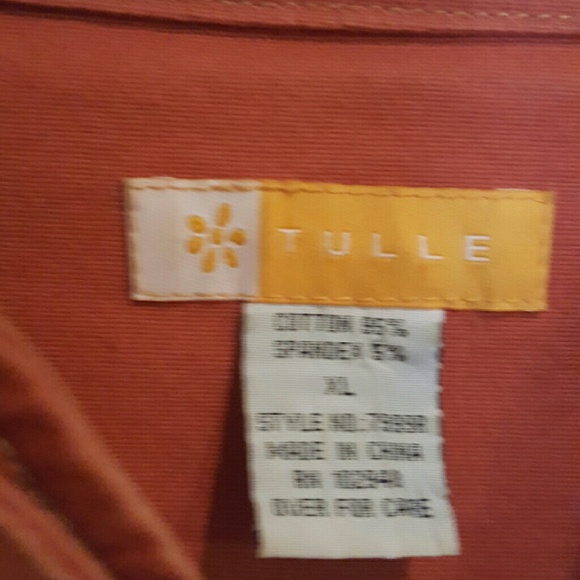 TULLE
COTTON 95%
SPANDEX 5%
XL
STYLE NO.:
MADE IN CHINA
RN
OVER FOR CARE